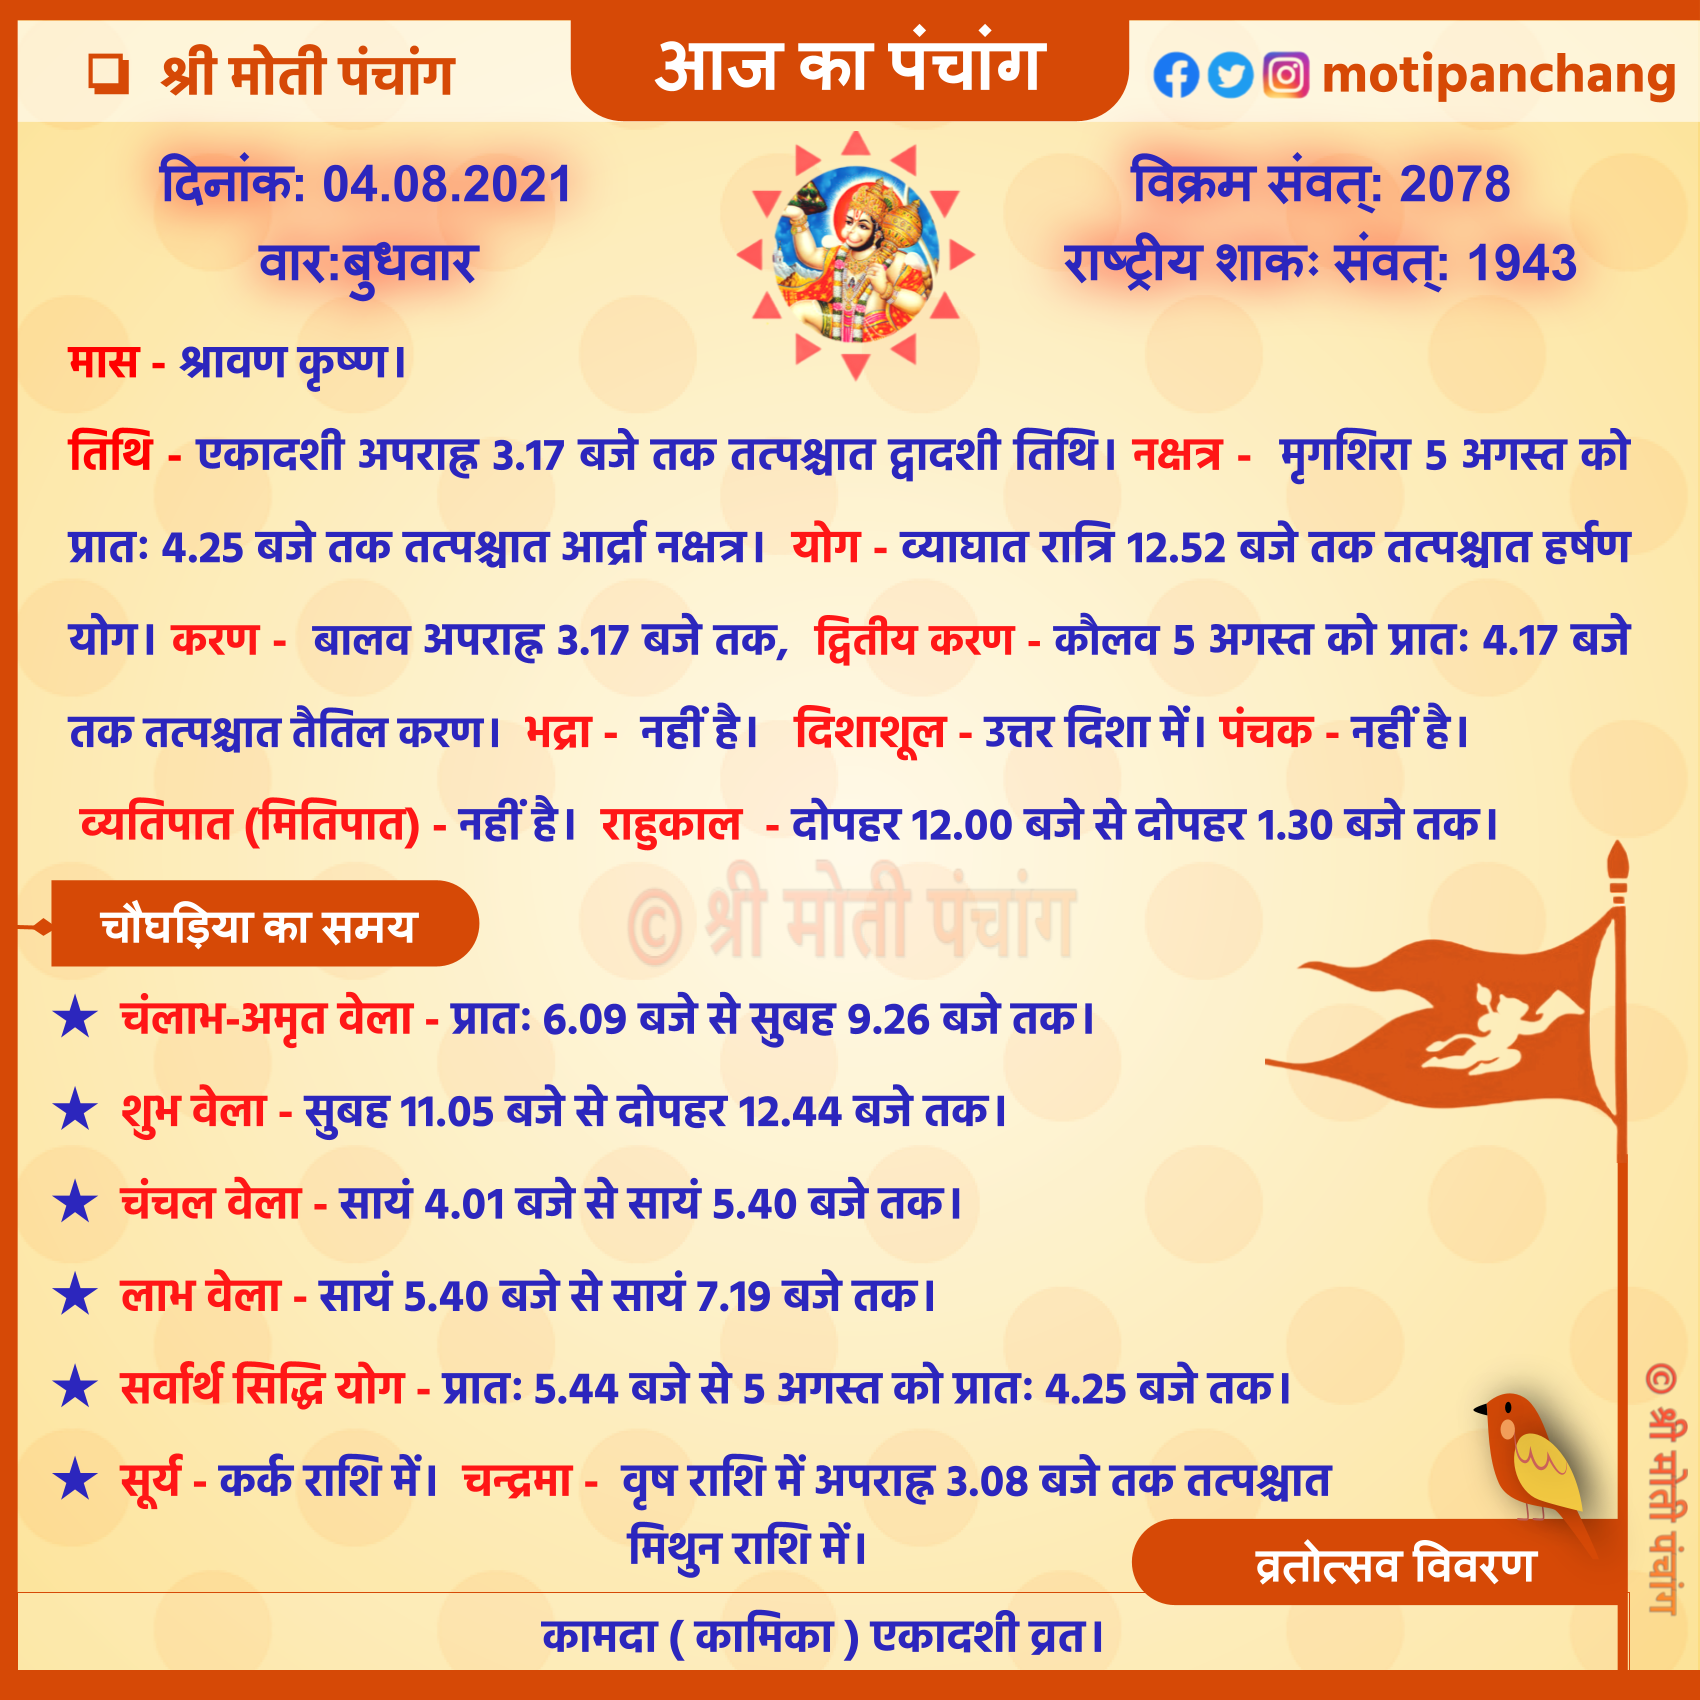 श्री मोती पंचांग
आज का पंचांग
motipanchang
दिनांक: 04.08.2021
वार:बुधवार
विक्रम संवत्: 2078
राष्ट्रीय शाकः संवत्: 1943
मास - श्रावण कृष्ण।
तिथि - एकादशी अपराह्न 3.17 बजे तक तत्पश्चात द्वादशी तिथि। नक्षत्र - मृगशिरा 5 अगस्त को
प्रातः 4.25 बजे तक तत्पश्चात आर्द्रा नक्षत्र। योग - व्याघात रात्रि 12.52 बजे तक तत्पश्चात हर्षण
योग। करण - बालव अपराह्न 3.17 बजे तक, द्वितीय करण - कौलव 5 अगस्त को प्रातः 4.17 बजे
तक तत्पश्चात तैतिल करण। भद्रा - नहीं है। दिशाशूल - उत्तर दिशा में। पंचक - नहीं है।
व्यतिपात (मितिपात) - नहीं है। राहुकाल - दोपहर 12.00 बजे से दोपहर 1.30 बजे तक।
© श्री मोती पंचांग
चौघड़िया का समय
★ चंलाभ-अमृत वेला - प्रातः 6.09 बजे से सुबह 9.26 बजे तक।
★ शुभ वेला - सुबह 11.05 बजे से दोपहर 12.44 बजे तक।
★ चंचल वेला - सायं 4.01 बजे से सायं 5.40 बजे तक।
★ लाभ वेला - सायं 5.40 बजे से सायं 7.19 बजे तक।
★ सर्वार्थ सिद्धि योग - प्रातः 5.44 बजे से 5 अगस्त को प्रातः 4.25 बजे तक।
★ सूर्य - कर्क राशि में। चन्द्रमा - वृष राशि में अपराह्न 3.08 बजे तक तत्पश्चात
मिथुन राशि में।
व्रतोत्सव विवरण
कामदा ( कामिका ) एकादशी व्रत।
© श्री मोती पंचांग